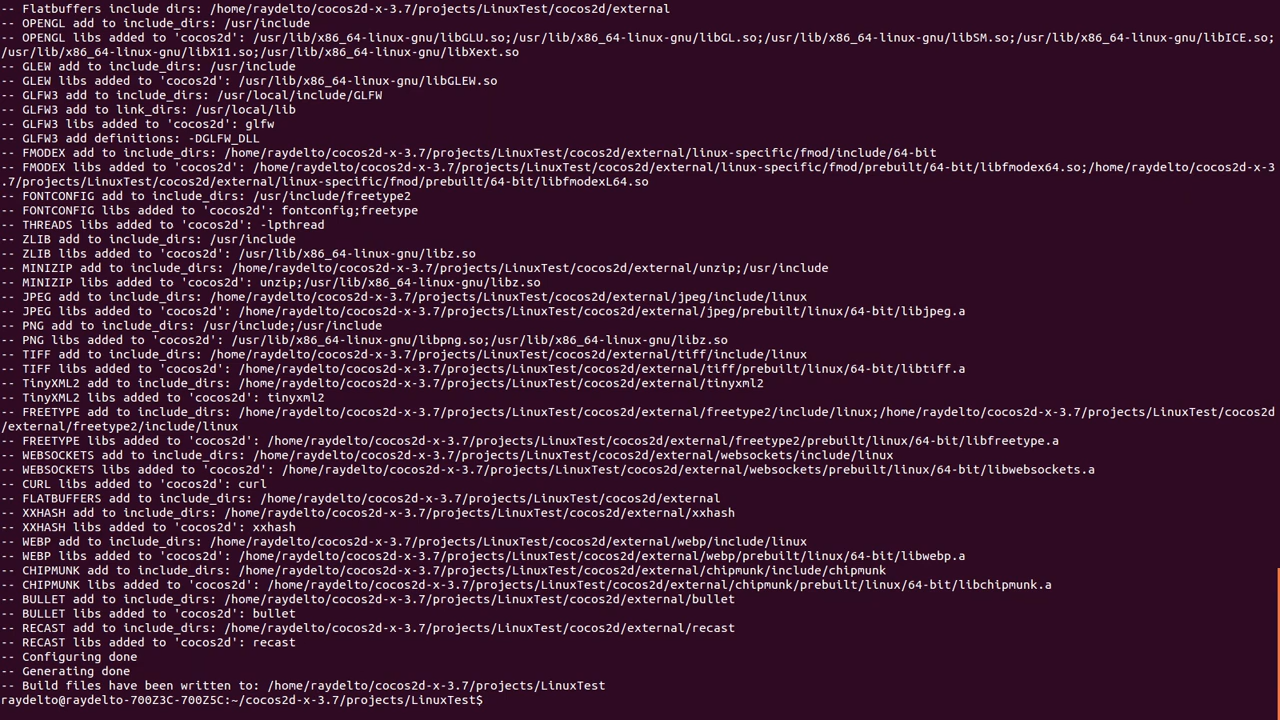 -- Flatbuffers include dirs: /home/raydelto/cocos2d-x-3.7/projects/LinuxTest/cocos2d/external
-- OPENGL add to include_dirs: /usr/include
-- OPENGL libs added to 'cocos2d': /usr/lib/x86_64-linux-gnu/libGLU.so;/usr/lib/x86_64-linux-gnu/libGL.so;/usr/lib/x86_64-linux-gnu/libSM.so;/usr/lib/x86_64-linux-gnu/libICE.so;
/usr/lib/x86_64-linux-gnu/libX11.so;/usr/lib/x86_64-linux-gnu/libXext.so
-- GLEW add to include_dirs: /usr/include
-- GLEW libs added to 'cocos2d': /usr/lib/x86_64-linux-gnu/libGLEW.so
-- GLFW3 add to include_dirs: /usr/local/include/GLFW
-- GLFW3 add to link_dirs: /usr/local/lib
-- GLFW3 libs added to 'cocos2d': glfw
-- GLFW3 add definitions: -DGLFW_DLL
-- FMODEX add to include_dirs: /home/raydelto/cocos2d-x-3.7/projects/LinuxTest/cocos2d/external/linux-specific/fmod/include/64-bit
-- FMODEX libs added to 'cocos2d': /home/raydelto/cocos2d-x-3.7/projects/LinuxTest/cocos2d/external/linux-specific/fmod/prebuilt/64-bit/libfmodex64.so;/home/raydelto/cocos2d-x-3
.7/projects/LinuxTest/cocos2d/external/linux-specific/fmod/prebuilt/64-bit/libfmodexL64.so
-- FONTCONFIG add to include_dirs: /usr/include/freetype2
-- FONTCONFIG libs added to 'cocos2d': fontconfig;freetype
-- THREADS libs added to 'cocos2d': -lpthread
-- ZLIB add to include_dirs: /usr/include
-- ZLIB libs added to 'cocos2d': /usr/lib/x86_64-linux-gnu/libz.so
-- MINIZIP add to include_dirs: /home/raydelto/cocos2d-x-3.7/projects/LinuxTest/cocos2d/external/unzip;/usr/include
-- MINIZIP libs added to 'cocos2d': unzip;/usr/lib/x86_64-linux-gnu/libz.so
-- JPEG add to include_dirs: /home/raydelto/cocos2d-x-3.7/projects/LinuxTest/cocos2d/external/jpeg/include/linux
-- JPEG libs added to 'cocos2d': /home/raydelto/cocos2d-x-3.7/projects/LinuxTest/cocos2d/external/jpeg/prebuilt/linux/64-bit/libjpeg.a
-- PNG add to include_dirs: /usr/include;/usr/include
-- PNG libs added to 'cocos2d': /usr/lib/x86_64-linux-gnu/libpng.so;/usr/lib/x86_64-linux-gnu/libz.so
-- TIFF add to include_dirs: /home/raydelto/cocos2d-x-3.7/projects/LinuxTest/cocos2d/external/tiff/include/linux
-- TIFF libs added to 'cocos2d': /home/raydelto/cocos2d-x-3.7/projects/LinuxTest/cocos2d/external/tiff/prebuilt/linux/64-bit/libtiff.a
-- TinyXML2 add to include_dirs: /home/raydelto/cocos2d-x-3.7/projects/LinuxTest/cocos2d/external/tinyxml2
-- TinyXML2 libs added to 'cocos2d': tinyxml2
-- FREETYPE add to include_dirs: /home/raydelto/cocos2d-x-3.7/projects/LinuxTest/cocos2d/external/freetype2/include/linux;/home/raydelto/cocos2d-x-3.7/projects/LinuxTest/cocos2d
/external/freetype2/include/linux
-- FREETYPE libs added to 'cocos2d': /home/raydelto/cocos2d-x-3.7/projects/LinuxTest/cocos2d/external/freetype2/prebuilt/linux/64-bit/libfreetype.a
-- WEBSOCKETS add to include_dirs: /home/raydelto/cocos2d-x-3.7/projects/LinuxTest/cocos2d/external/websockets/include/linux
-- WEBSOCKETS libs added to 'cocos2d': /home/raydelto/cocos2d-x-3.7/projects/LinuxTest/cocos2d/external/websockets/prebuilt/linux/64-bit/libwebsockets.a
-- CURL libs added to 'cocos2d': curl
-- FLATBUFFERS add to include_dirs: /home/raydelto/cocos2d-x-3.7/projects/LinuxTest/cocos2d/external
-- XXHASH add to include_dirs: /home/raydelto/cocos2d-x-3.7/projects/LinuxTest/cocos2d/external/xxhash
-- XXHASH libs added to 'cocos2d': xxhash
-- WEBP add to include_dirs: /home/raydelto/cocos2d-x-3.7/projects/LinuxTest/cocos2d/external/webp/include/linux
-- WEBP libs added to 'cocos2d': /home/raydelto/cocos2d-x-3.7/projects/LinuxTest/cocos2d/external/webp/prebuilt/linux/64-bit/libwebp.a
-- CHIPMUNK add to include_dirs: /home/raydelto/cocos2d-x-3.7/projects/LinuxTest/cocos2d/external/chipmunk/include/chipmunk
-- CHIPMUNK libs added to 'cocos2d': /home/raydelto/cocos2d-x-3.7/projects/LinuxTest/cocos2d/external/chipmunk/prebuilt/linux/64-bit/libchipmunk.a
-- BULLET add to include_dirs: /home/raydelto/cocos2d-x-3.7/projects/LinuxTest/cocos2d/external/bullet
-- BULLET libs added to 'cocos2d': bullet
-- RECAST add to include_dirs: /home/raydelto/cocos2d-x-3.7/projects/LinuxTest/cocos2d/external/recast
-- RECAST libs added to 'cocos2d': recast
-- Configuring done
-- Generating done
-- Build files have been written to: /home/raydelto/cocos2d-x-3.7/projects/LinuxTest
raydelto@raydelto-700Z3C-700Z5C:~/cocos2d-x-3.7/projects/LinuxTest$